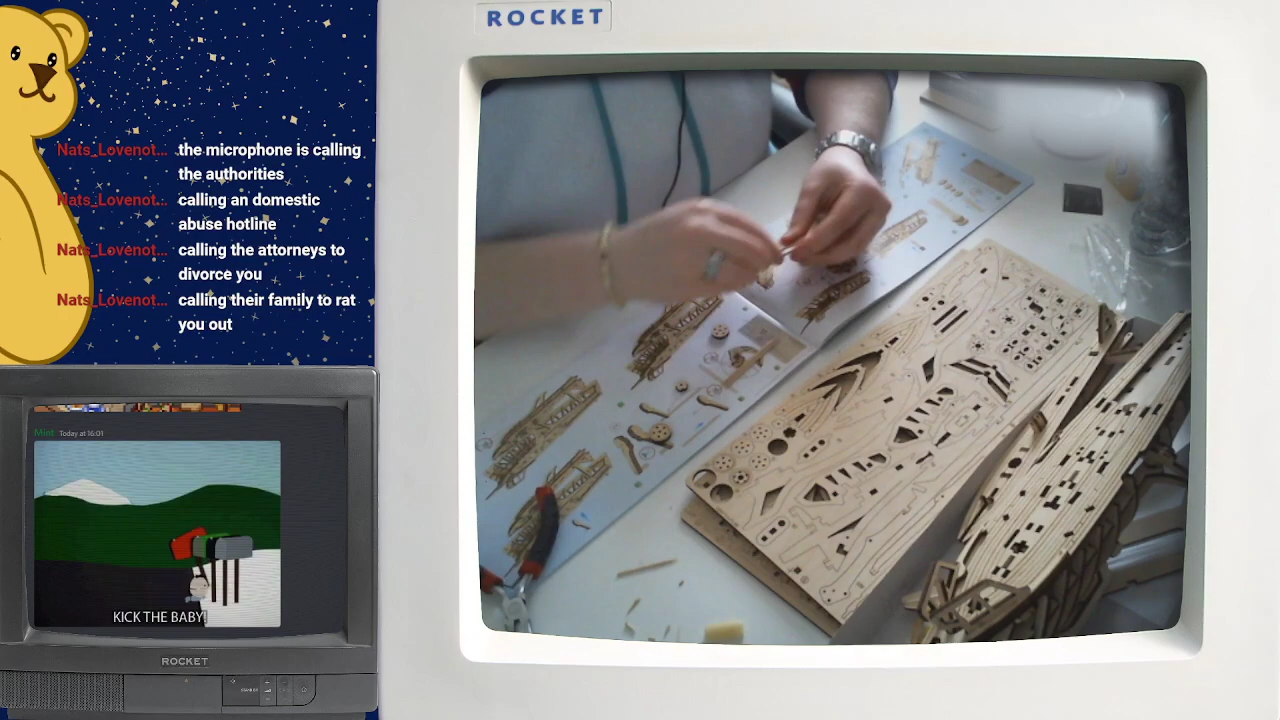 ROCKET
Nats_Lovenot... the microphone is calling
the authorities
Nats_Lovenot... calling an domestic
abuse hotline
Nats_Lovenot... calling the attorneys to
divorce you
Nats_Lovenot... calling their family to rat
you out
Mint Today at 16:01
KICK THE BABY!
ROCKET